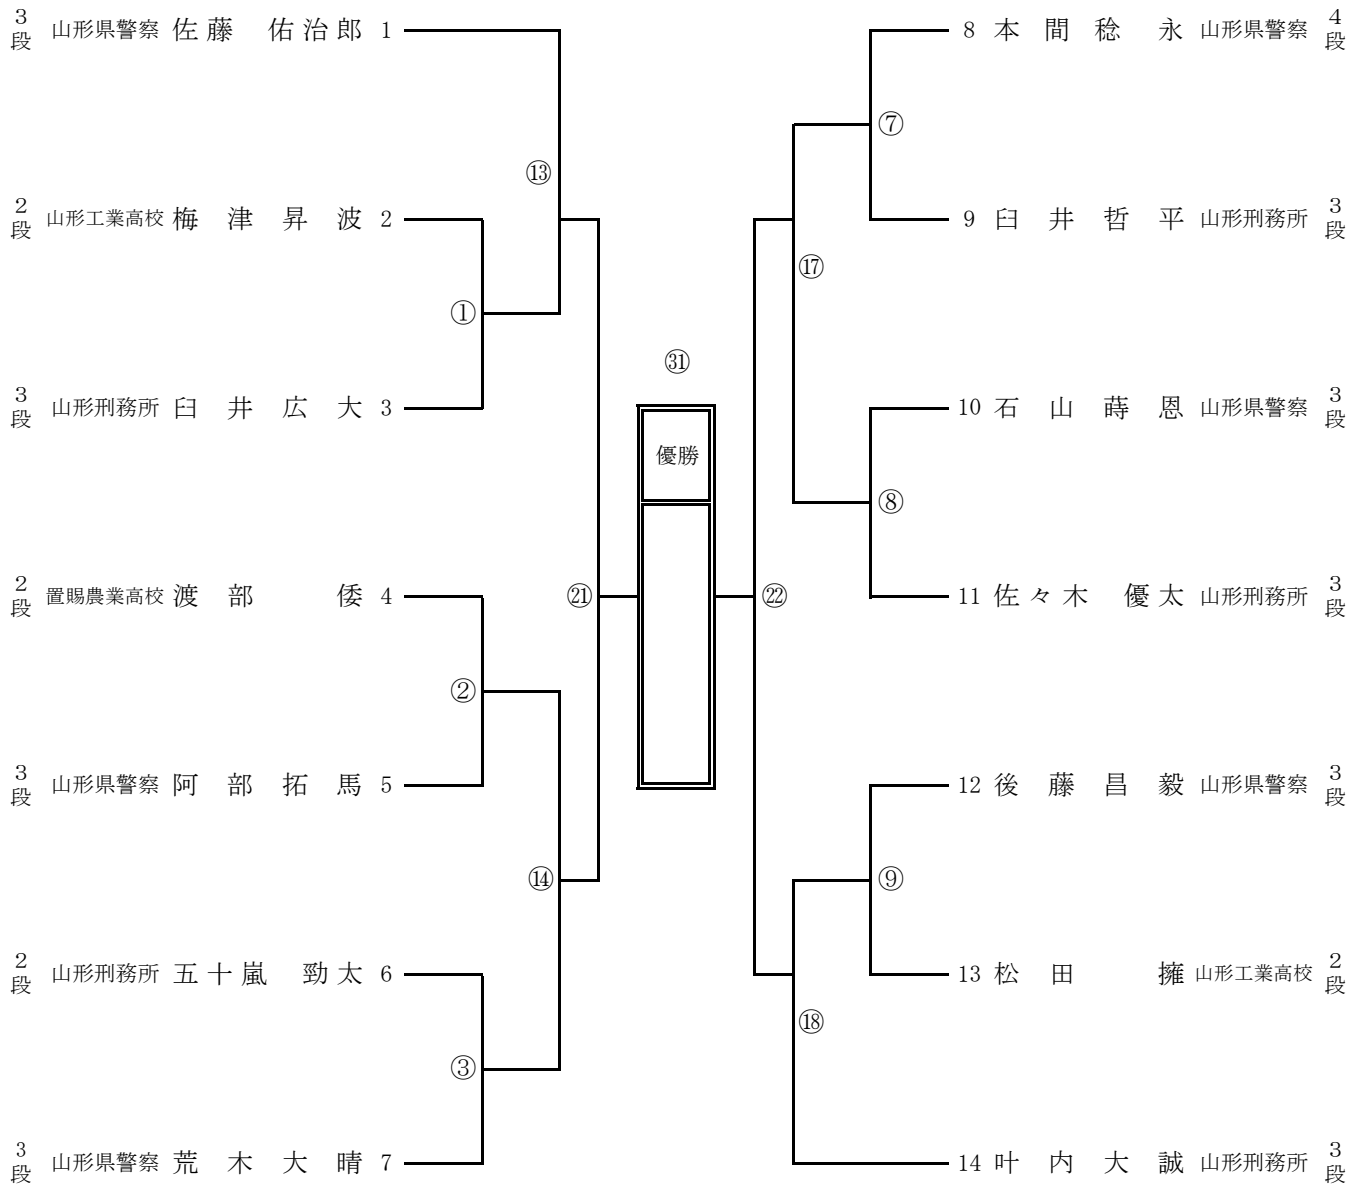 3段 山形県警察 佐藤 佑治郎 1
⑬
2段 山形工業高校 梅津昇波 2
①
3段 山形刑務所 臼井広大 3
2段 置賜農業高校 渡部 倭 4
㉑
②
3段 山形県警察 阿部拓馬 5
⑭
2段 山形刑務所 五十嵐 勁太 6
③
3段 山形県警察 荒木大晴 7
㉛
優勝
8 本間稔永 山形県警察 4段
⑦
9 臼井哲平 山形刑務所 3段
⑰
10 石山蒔恩 山形県警察 3段
⑧
11 佐々木 優太 山形刑務所 3段
㉒
12 後藤昌毅 山形県警察 3段
⑨
13 松田 擁 山形工業高校 2段
⑱
14 叶内大誠 山形刑務所 3段